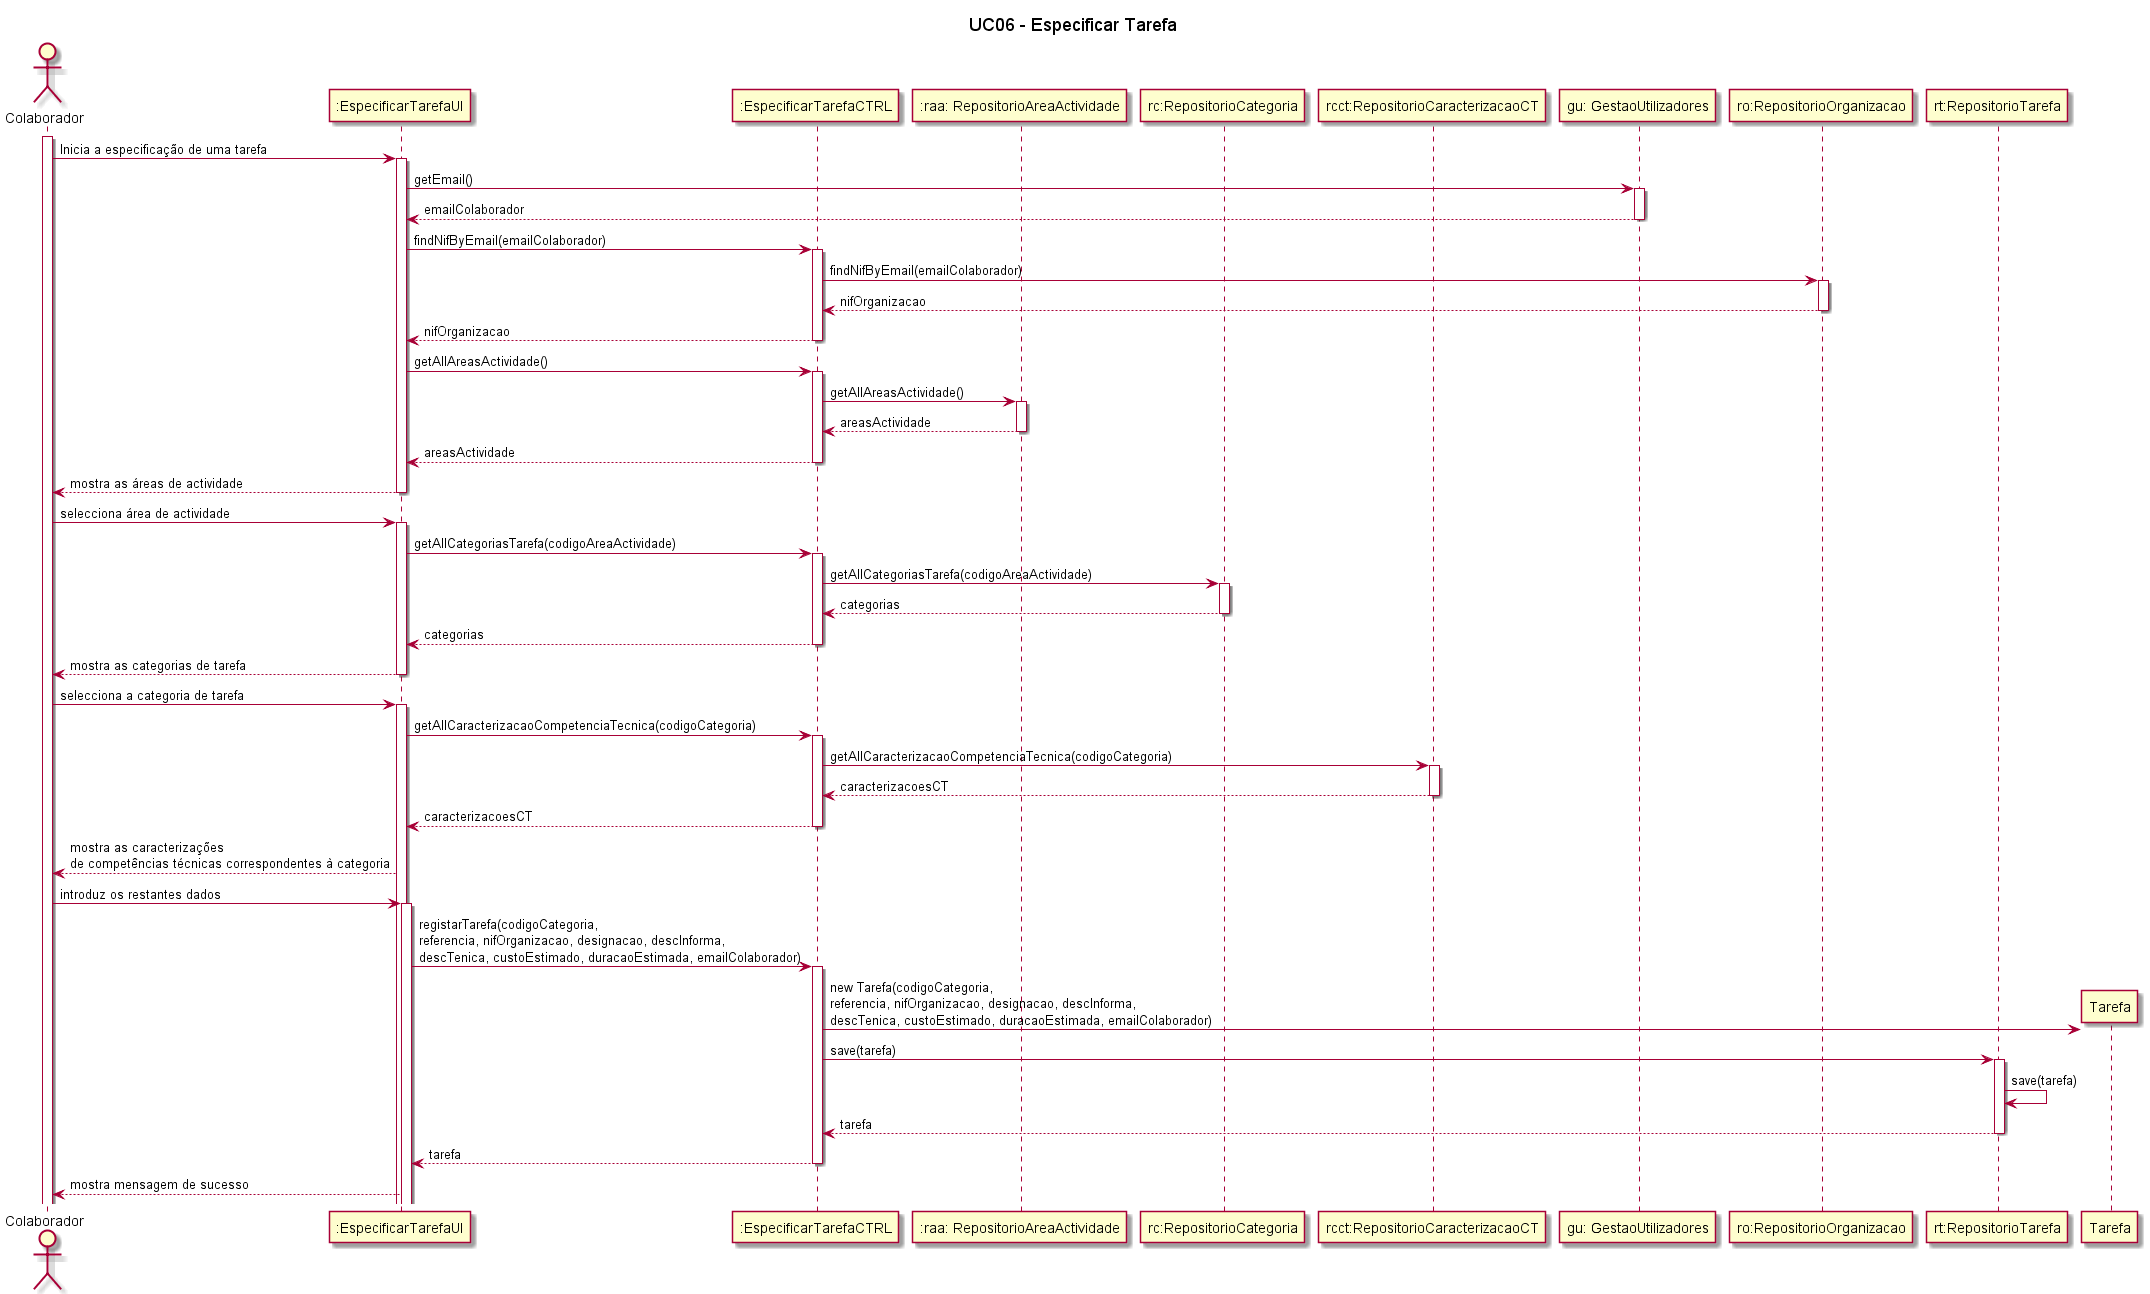 UC06 - Especificar Tarefa
Colaborador
:EspecificarTarefaUI
:EspecificarTarefaCTRL
:raa: RepositorioAreaActividade
rc:RepositorioCategoria
rcct:RepositorioCaracterizacaoCT
gu: GestaoUtilizadores
ro:RepositorioOrganizacao
rt:RepositorioTarefa
Inicia a especificação de uma tarefa
getEmail()
emailColaborador
findNifByEmail(emailColaborador)
findNifByEmail(emailColaborador)
nifOrganizacao
nifOrganizacao
getAllAreasActividade()
getAllAreasActividade()
areasActividade
areasActividade
mostra as áreas de actividade
selecciona área de actividade
getAllCategoriasTarefa(codigoAreaActividade)
getAllCategoriasTarefa(codigoAreaActividade)
categorias
categorias
mostra as categorias de tarefa
selecciona a categoria de tarefa
getAllCaracterizacaoCompetenciaTecnica(codigoCategoria)
getAllCaracterizacaoCompetenciaTecnica(codigoCategoria)
caracterizacoesCT
caracterizacoesCT
mostra as caracterizações
de competências técnicas correspondentes à categoria
introduz os restantes dados
registarTarefa(codigoCategoria,
referencia, nifOrganizacao, designacao, descInforma,
descTenica, custoEstimado, duracaoEstimada, emailColaborador)
new Tarefa(codigoCategoria,
referencia, nifOrganizacao, designacao, descInforma,
descTenica, custoEstimado, duracaoEstimada, emailColaborador)
Tarefa
save(tarefa)
save(tarefa)
tarefa
tarefa
mostra mensagem de sucesso
Colaborador
:EspecificarTarefaUI
:EspecificarTarefaCTRL
:raa: RepositorioAreaActividade
rc:RepositorioCategoria
rcct:RepositorioCaracterizacaoCT
gu: GestaoUtilizadores
ro:RepositorioOrganizacao
rt:RepositorioTarefa
Tarefa